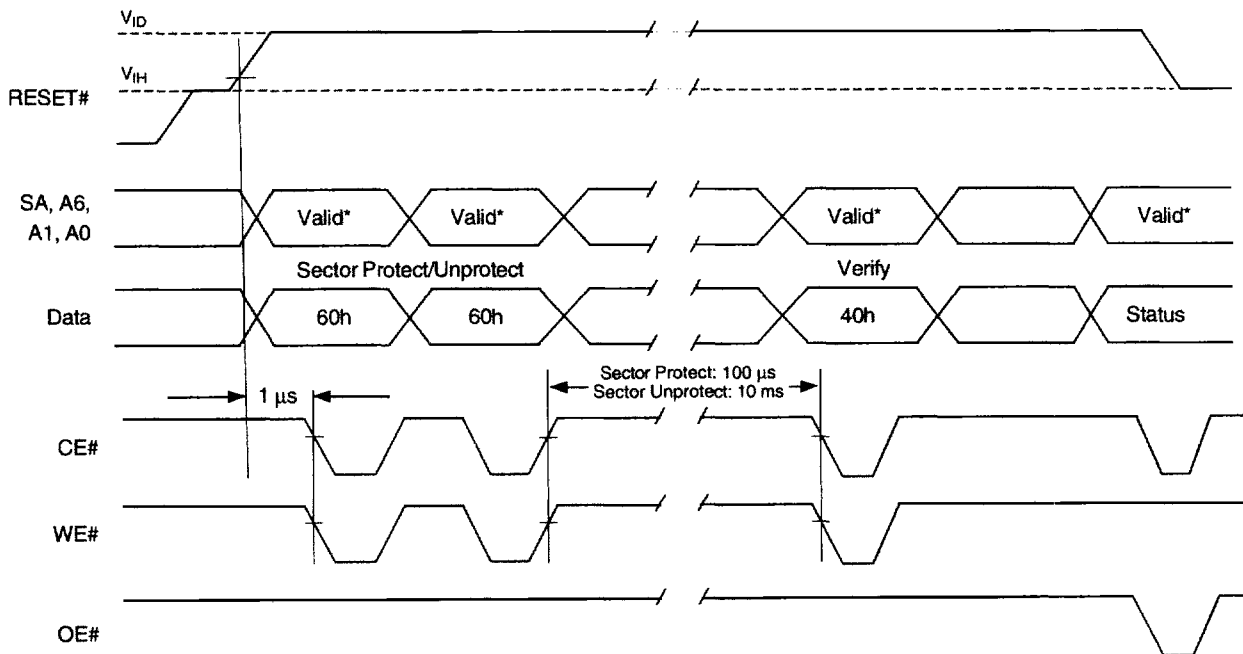 VID
VIH
RESET#
SA, A6,
A1, A0
Valid* Valid* Valid* Valid*
Sector Protect/Unprotect Verify
Data 60h 60h 40h Status
Sector Protect: 100 µs
1 µs Sector Unprotect: 10 ms
CE#
WE#
OE#